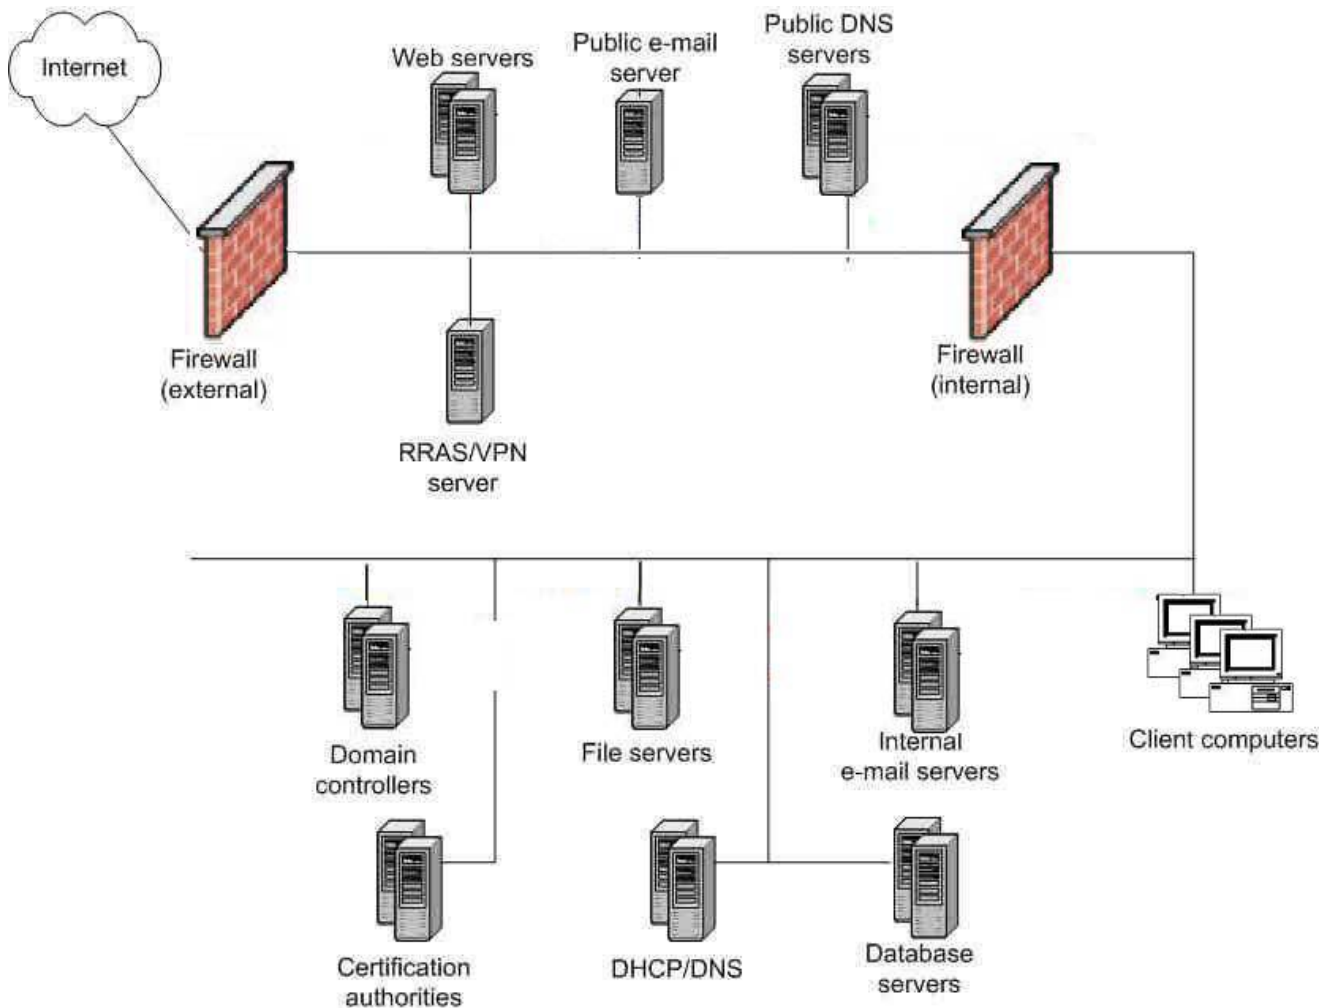 Internet
Web servers
Public e-mail
server
Public DNS
servers
Firewall
(external)
RRAS/VPN
server
Firewall
(internal)
Domain
controllers
File servers
Internal
e-mail servers
Client computers
Certification
authorities
DHCP/DNS
Database
servers